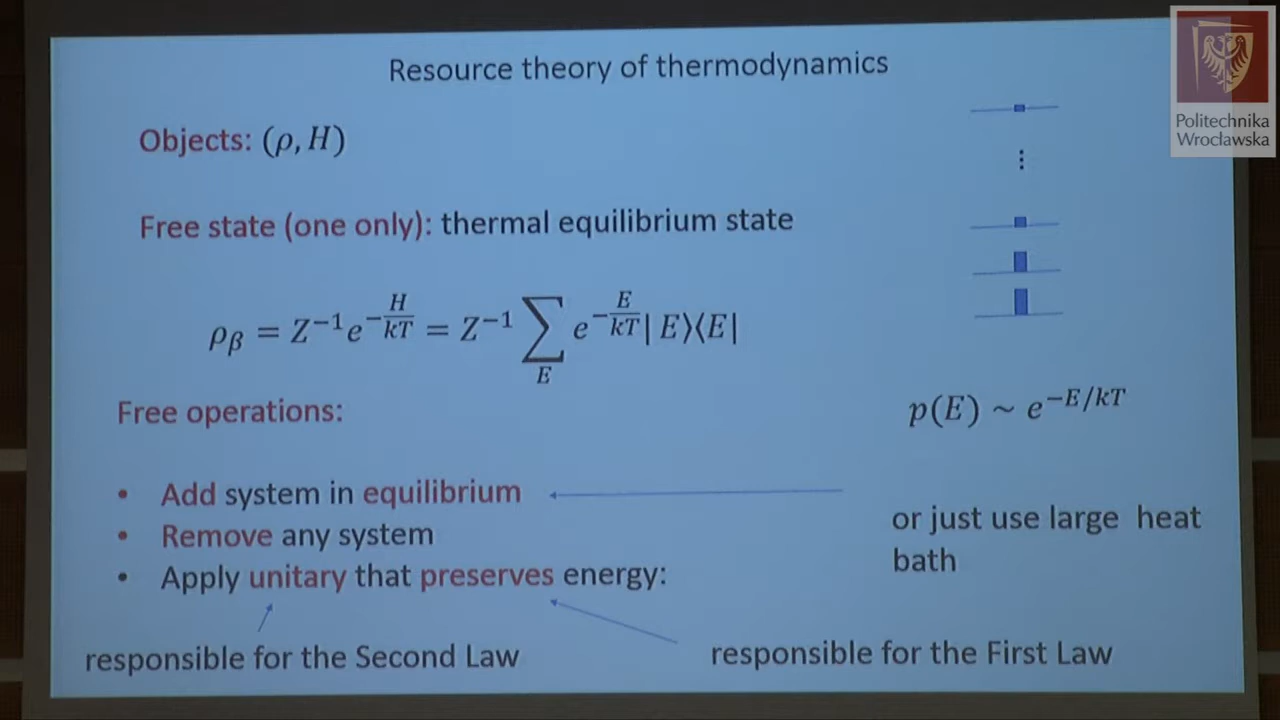 Resource theory of thermodynamics
Politechnika
Wrocławska
Objects: (ρ, H)
⋮
Free state (one only): thermal equilibrium state
ρ_β = Z⁻¹e^{-H/kT} = Z⁻¹ ∑_E e^{-E/kT}|E⟩⟨E|
Free operations:
p(E) ~ e^{-E/kT}
• Add system in equilibrium
• Remove any system
• Apply unitary that preserves energy:
or just use large heat
bath
responsible for the Second Law
responsible for the First Law